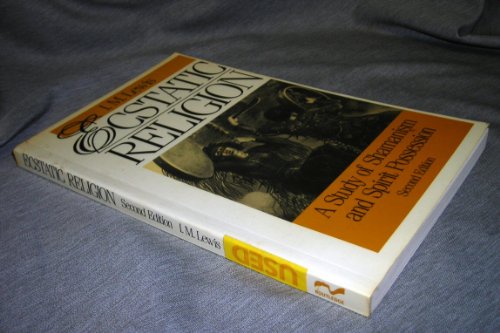 I. M. Lewis
ECSTATIC
RELIGION
A Study of Shamanism
and Spirit Possession
Second Edition
ECSTATIC RELIGION Second Edition I. M. Lewis USED